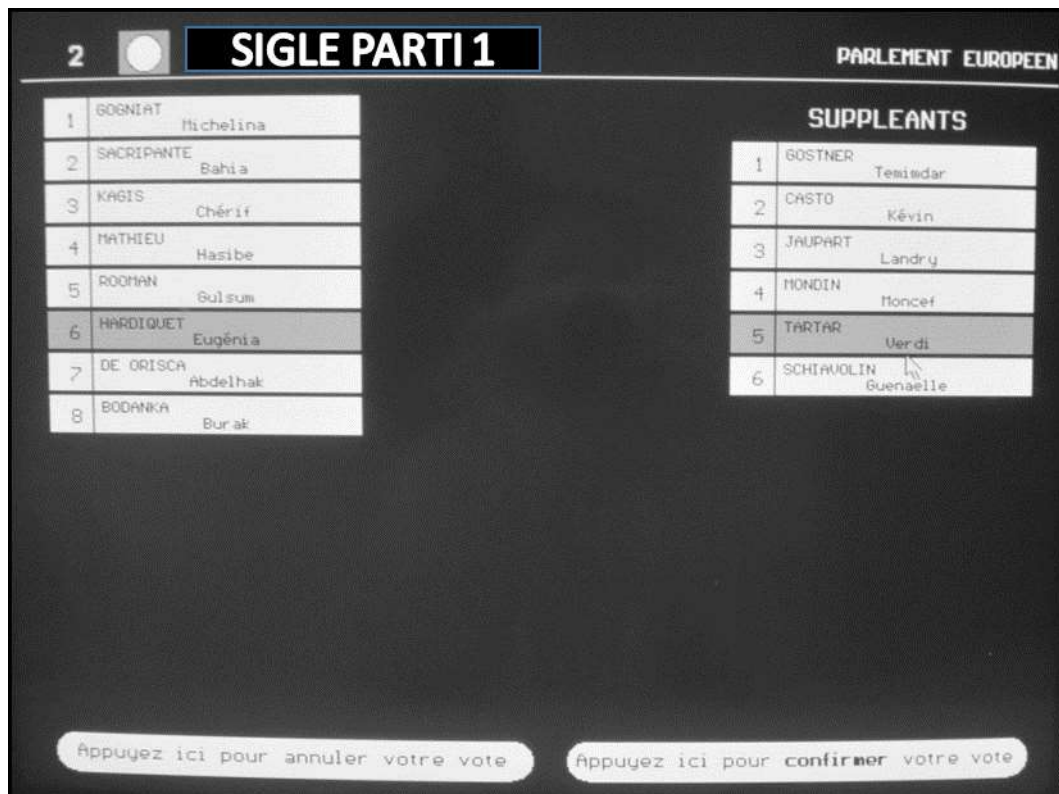 2 SIGLE PARTI 1 PARLEMENT EUROPEEN
1 GOGNIAT
Michelina
2 SACRIPANTE
Bahia
3 KAGIS
Chérif
4 MATHIEU
Hasibe
5 ROOMAN
Gulsum
6 HARDIQUET
Eugénia
7 DE ORISCA
Abdelhak
8 BODANKA
Burak
SUPPLEANTS
1 GOSTNER
Temimdar
2 CASTO
Kévin
3 JAUPART
Landry
4 MONDIN
Moncef
5 TARTAR
Verdi
6 SCHIAVOLIN
Guenaelle
Appuyez ici pour annuler votre vote
Appuyez ici pour confirmer votre vote